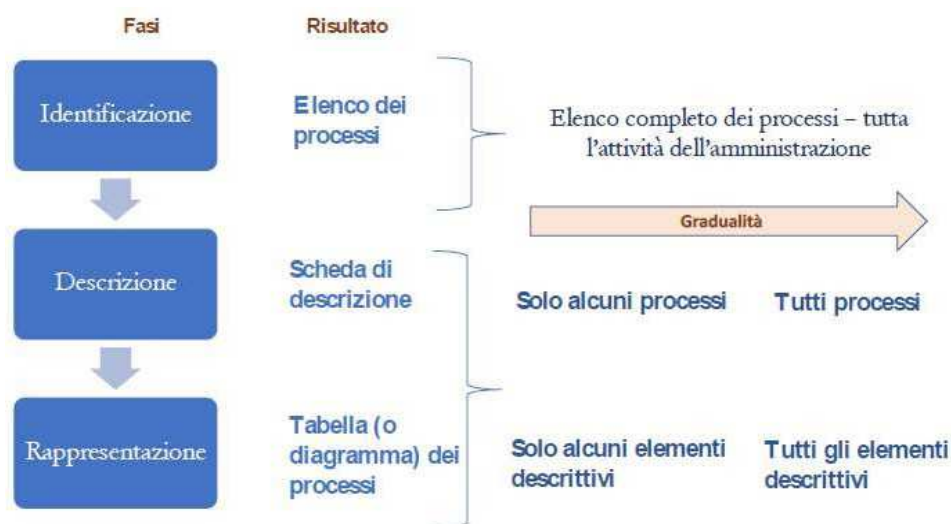 Fasi
Risultato
Identificazione
Elenco dei
processi
Elenco completo dei processi – tutta
l'attività dell'amministrazione
Gradualità
Descrizione
Scheda di
descrizione
Solo alcuni processi
Tutti processi
Rappresentazione
Tabella (o
diagramma) dei
processi
Solo alcuni elementi
descrittivi
Tutti gli elementi
descrittivi